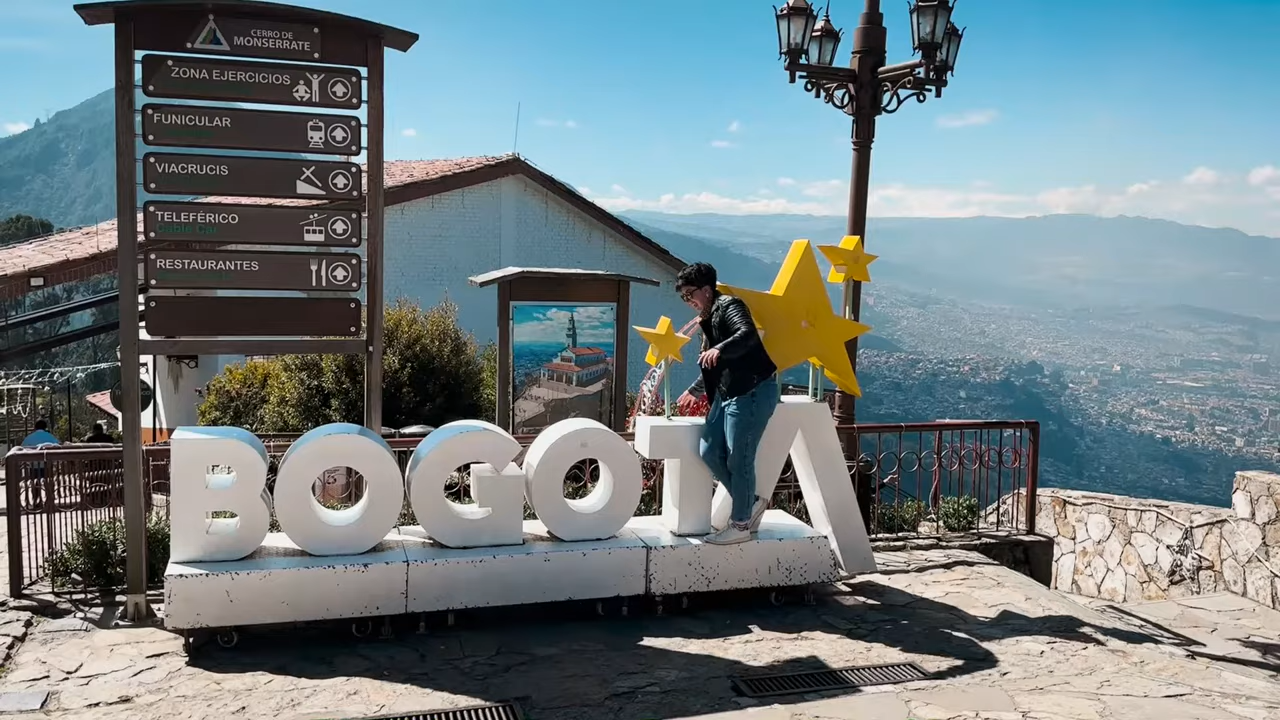 CERRO DE
MONSERRATE
ZONA EJERCICIOS
FUNICULAR
VIACRUCIS
TELEFÉRICO
Cable Car
RESTAURANTES
BOGOTA